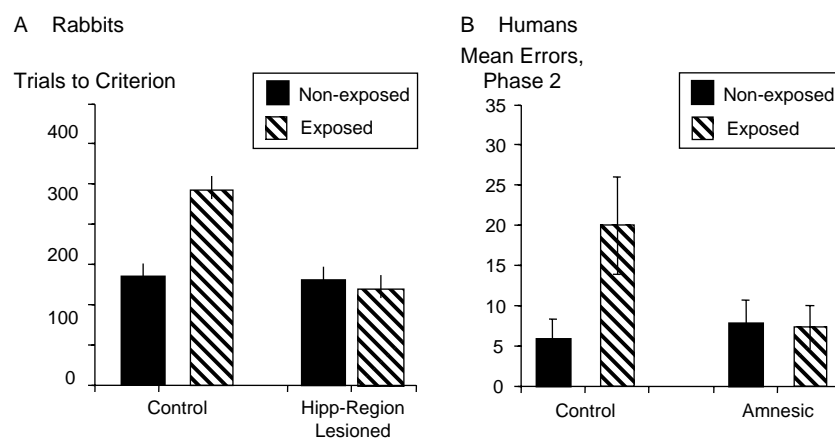 A Rabbits
Trials to Criterion
Non-exposed
Exposed
400
300
200
100
0
Control
Hipp-Region
Lesioned
B Humans
Mean Errors,
Phase 2
Non-exposed
Exposed
35
30
25
20
15
10
5
0
Control
Amnesic